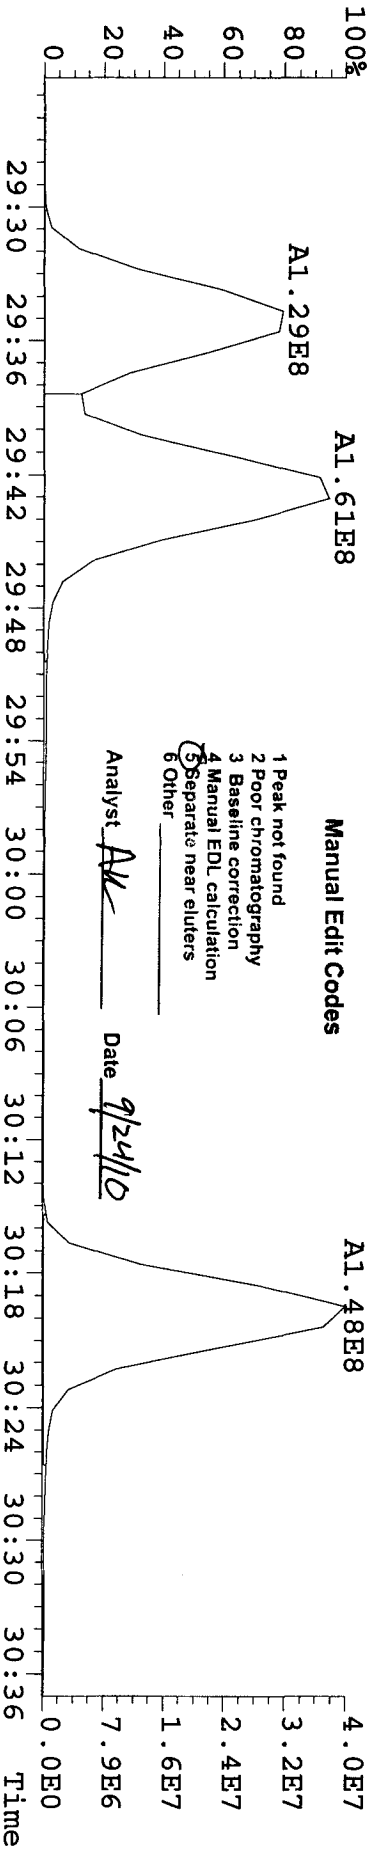 100%
80
60
40
20
0
A1.29E8
A1.61E8
A1.48E8
Manual Edit Codes
1 Peak not found
2 Poor chromatography
3 Baseline correction
4 Manual EDL calculation
5 Separate near eluters
6 Other
Analyst AK Date 9/24/10
4.0E7
3.2E7
2.4E7
1.6E7
7.9E6
0.0E0
29:30 29:36 29:42 29:48 29:54 30:00 30:06 30:12 30:18 30:24 30:30 30:36 Time